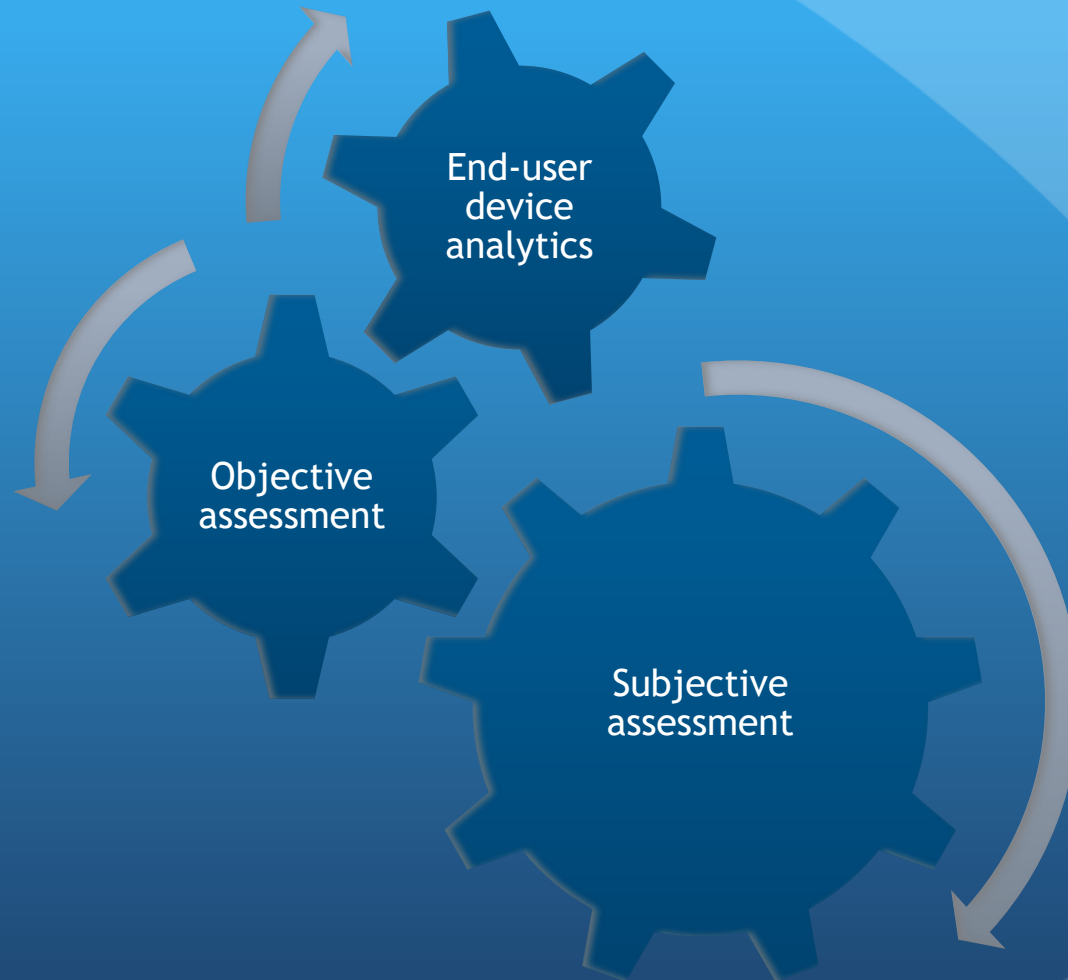 End-user
device
analytics
Objective
assessment
Subjective
assessment